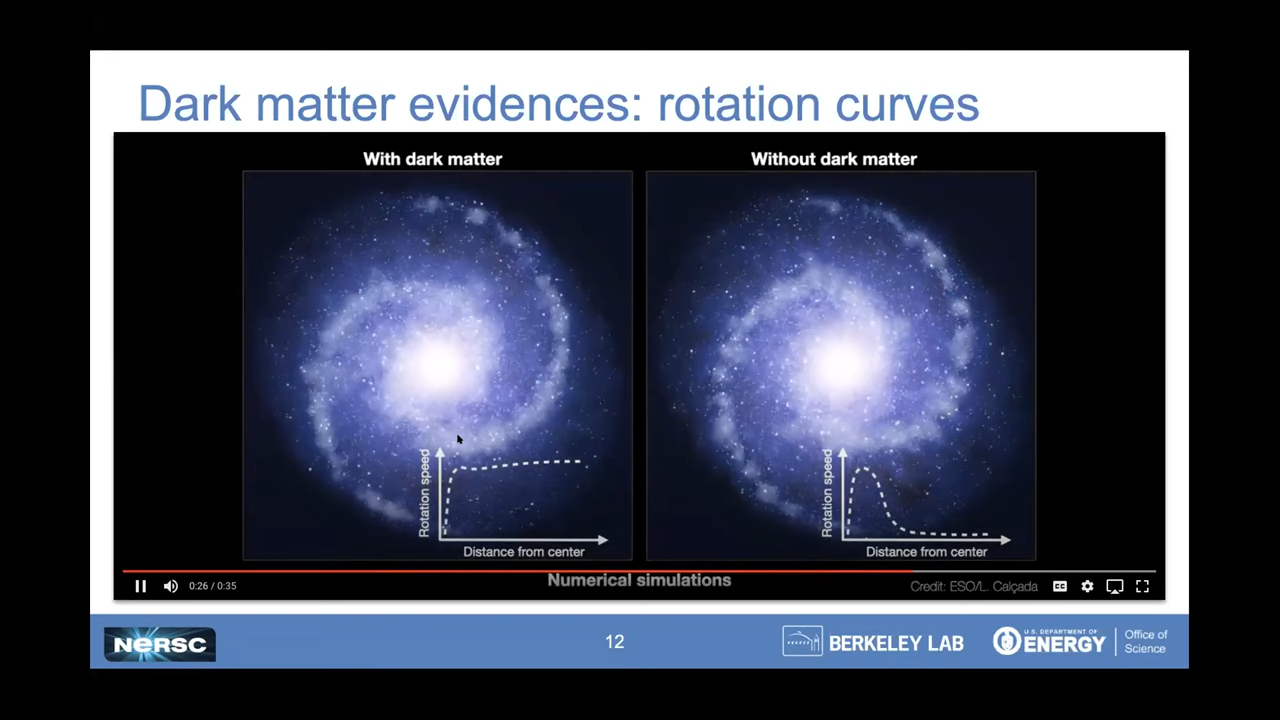 Dark matter evidences: rotation curves
With dark matter
Without dark matter
Rotation speed
Distance from center
Rotation speed
Distance from center
0:26 / 0:35
Numerical simulations
Credit: ESO/L. Calçada
CC
NERSC
12
BERKELEY LAB
U.S. DEPARTMENT OF
ENERGY
Office of
Science